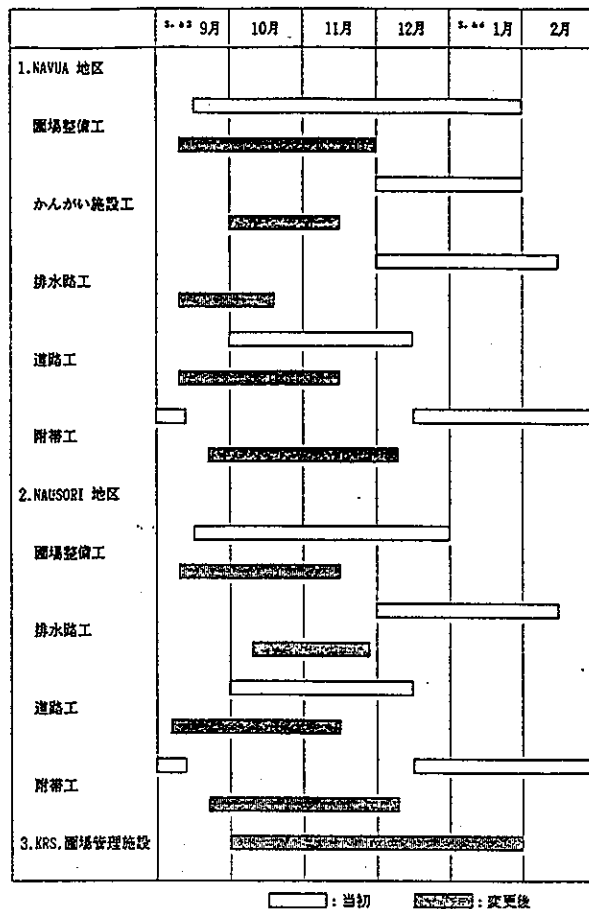 S.63 9月 10月 11月 12月 S.64 1月 2月
1.NAVUA 地区
圃場整備工
かんがい施設工
排水路工
道路工
附帯工
2.NAUSORI 地区
圃場整備工
排水路工
道路工
附帯工
3.KRS.圃場管理施設
:当初 :変更後